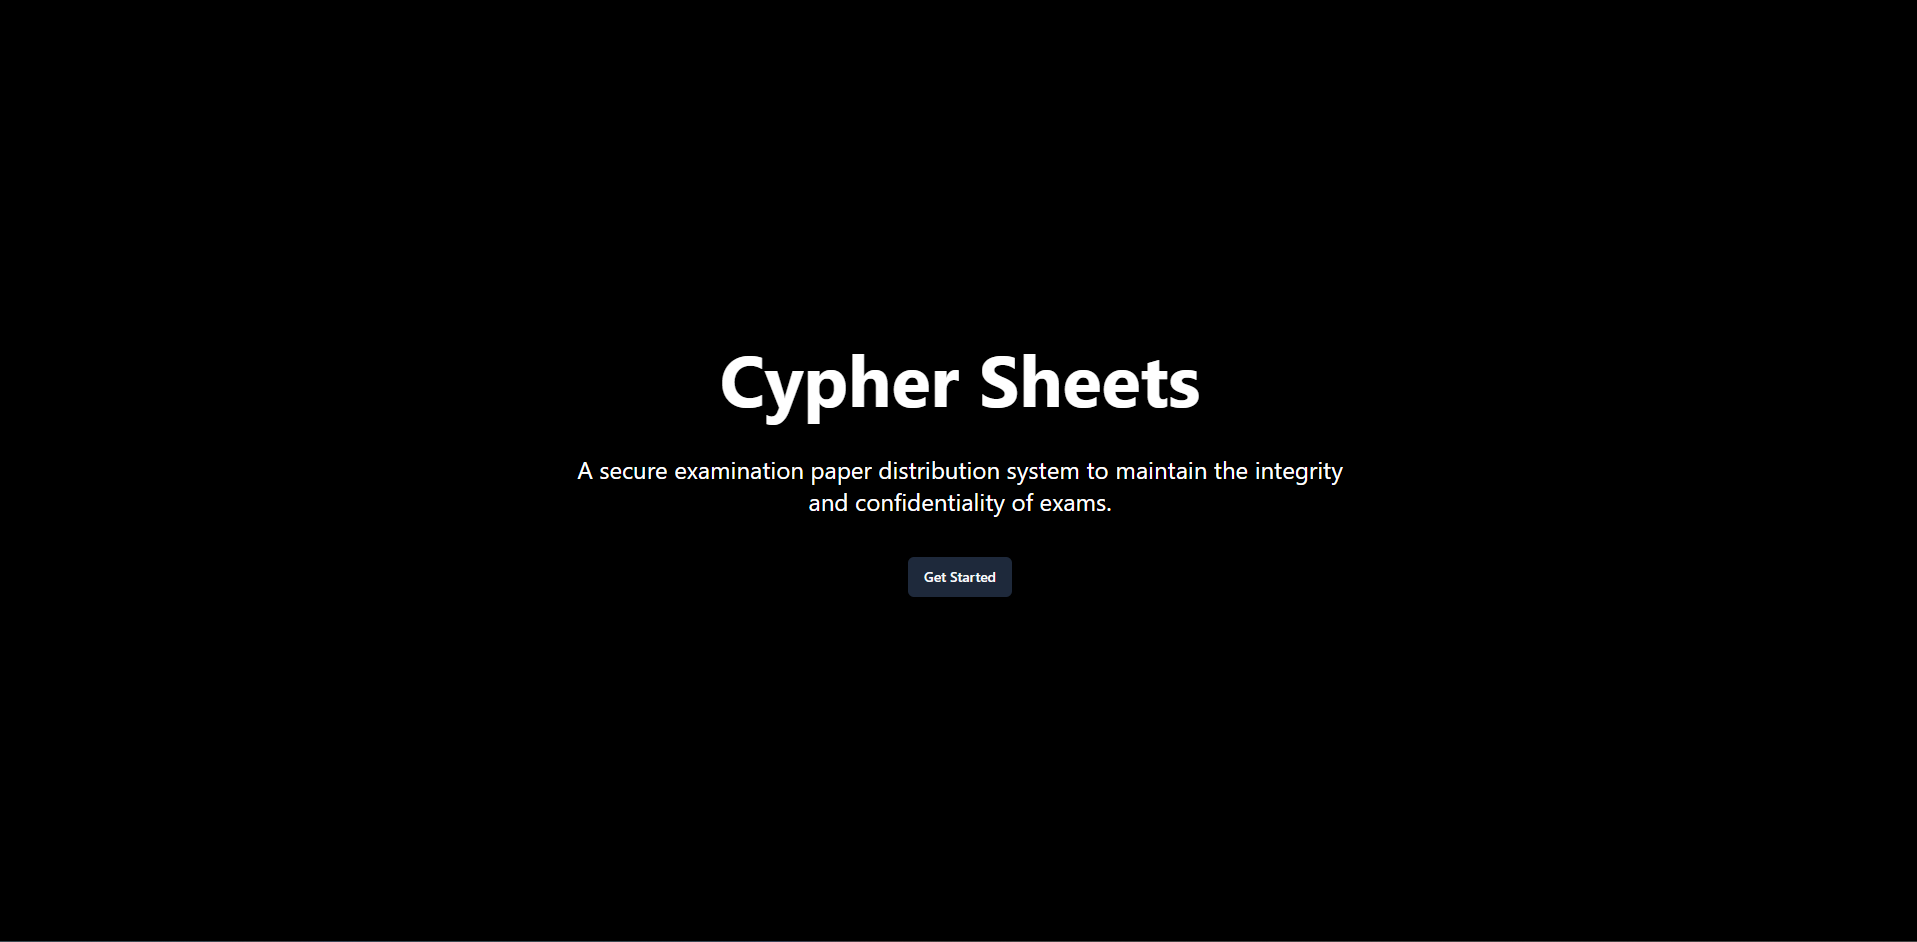 Cypher Sheets
A secure examination paper distribution system to maintain the integrity
and confidentiality of exams.
Get Started